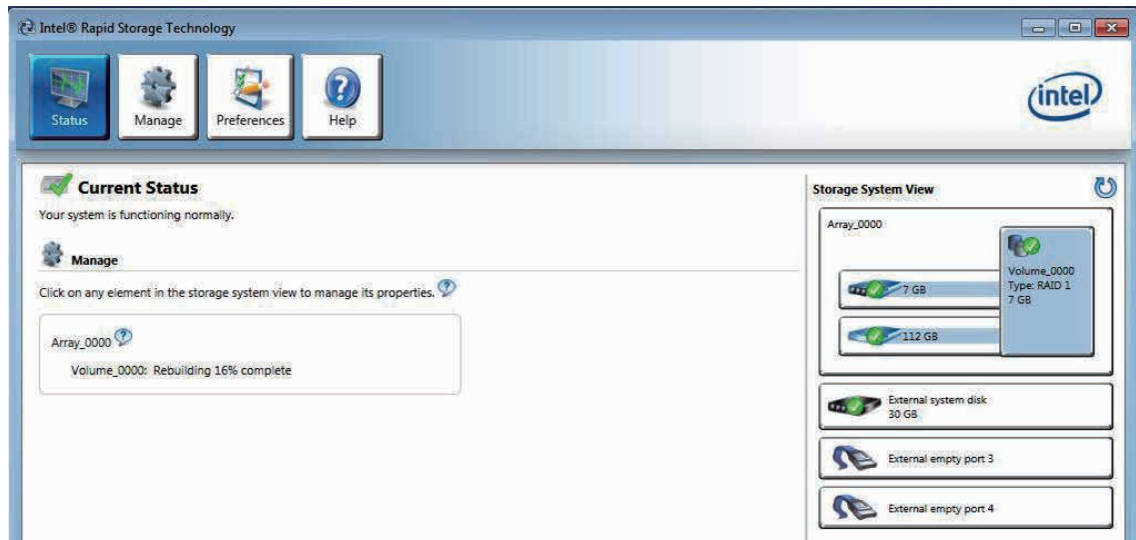 Intel® Rapid Storage Technology
Status
Manage
Preferences
Help
intel
Current Status
Your system is functioning normally.
Manage
Click on any element in the storage system view to manage its properties.
Array_0000
Volume_0000: Rebuilding 16% complete
Storage System View
Array_0000
Volume_0000
Type: RAID 1
7 GB
7 GB
112 GB
External system disk
30 GB
External empty port 3
External empty port 4